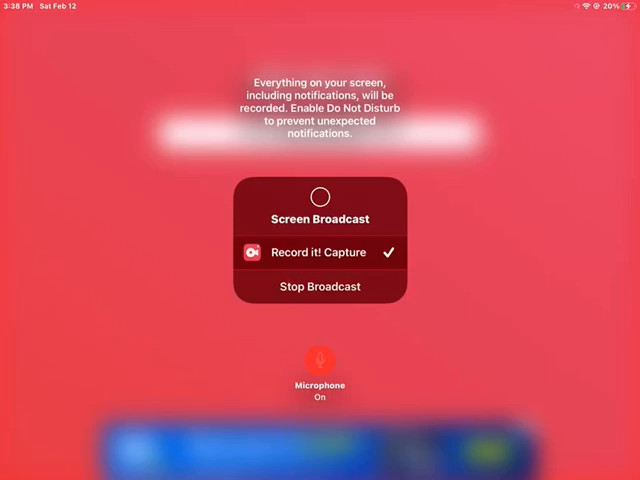 3:38 PM Sat Feb 12
20%
Everything on your screen,
including notifications, will be
recorded. Enable Do Not Disturb
to prevent unexpected
notifications.
Screen Broadcast
Record it! Capture
Stop Broadcast
Microphone
On